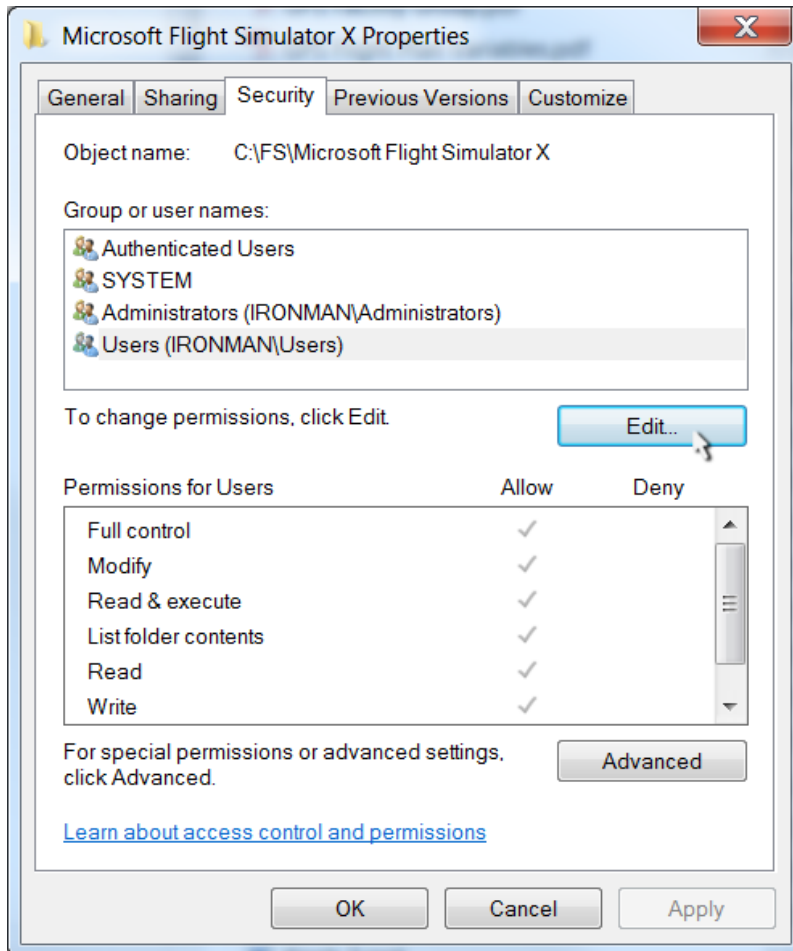 Microsoft Flight Simulator X Properties
General Sharing Security Previous Versions Customize
Object name: C:\FS\Microsoft Flight Simulator X
Group or user names:
Authenticated Users
SYSTEM
Administrators (IRONMAN\Administrators)
Users (IRONMAN\Users)
To change permissions, click Edit.
Edit...
Permissions for Users Allow Deny
Full control
Modify
Read & execute
List folder contents
Read
Write
For special permissions or advanced settings,
click Advanced.
Advanced
Learn about access control and permissions
OK Cancel Apply